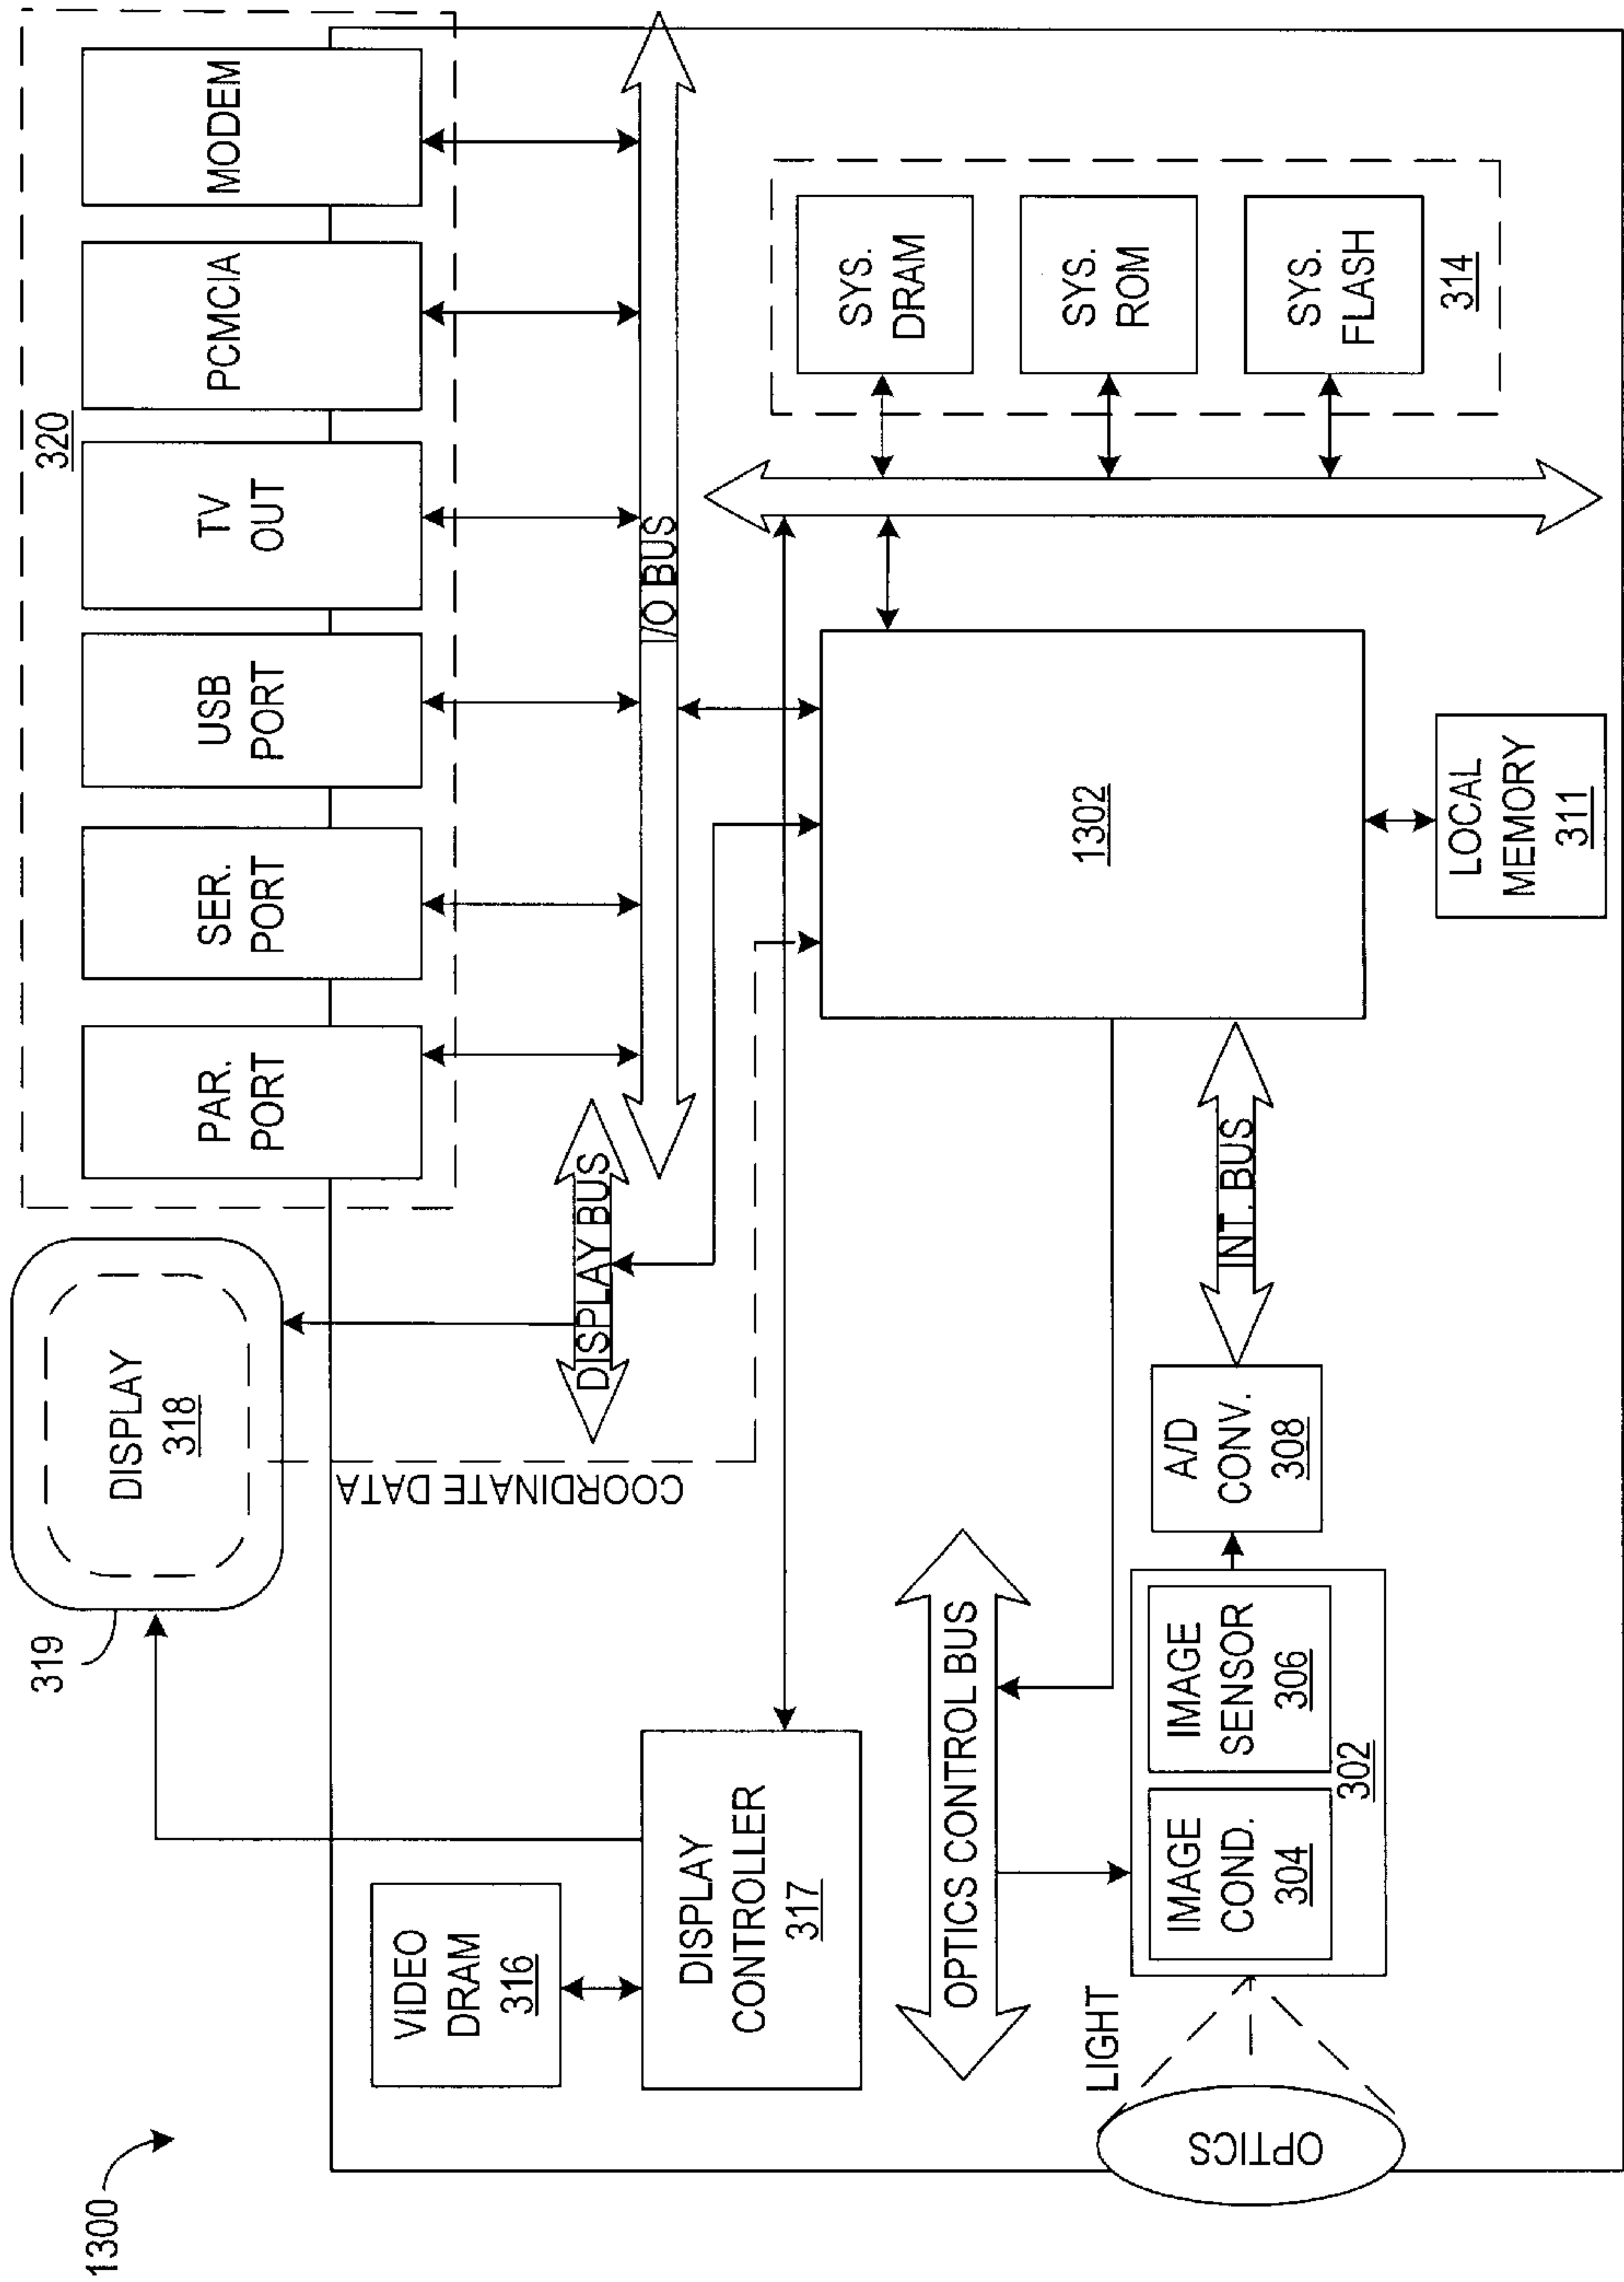 1300
319
DISPLAY
318
320
PAR.
PORT
SER.
PORT
USB
PORT
TV
OUT
PCMCIA
MODEM
VIDEO
DRAM
316
COORDINATE DATA
DISPLAY BUS
I/O BUS
DISPLAY
CONTROLLER
317
OPTICS CONTROL BUS
1302
SYS.
DRAM
SYS.
ROM
SYS.
FLASH
314
LIGHT
OPTICS
IMAGE
COND.
304
IMAGE
SENSOR
306
302
A/D
CONV.
308
INT. BUS
LOCAL
MEMORY
311